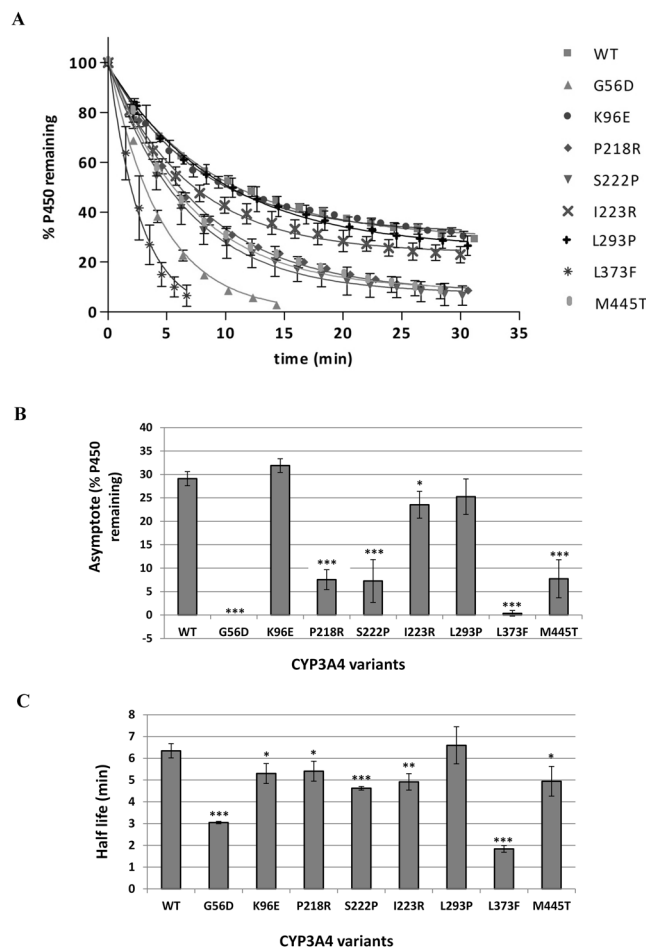 A
% P450 remaining
100
80
60
40
20
0
0 5 10 15 20 25 30 35
time (min)
WT
G56D
K96E
P218R
S222P
I223R
L293P
L373F
M445T
B
Asymptote (% P450
remaining
40
35
30
25
20
15
10
5
0
-5
***
***
***
*
***
***
WT G56D K96E P218R S222P I223R L293P L373F M445T
CYP3A4 variants
C
Half life (min)
8
7
6
5
4
3
2
1
0
***
*
*
***
**
***
*
WT G56D K96E P218R S222P I223R L293P L373F M445T
CYP3A4 variants